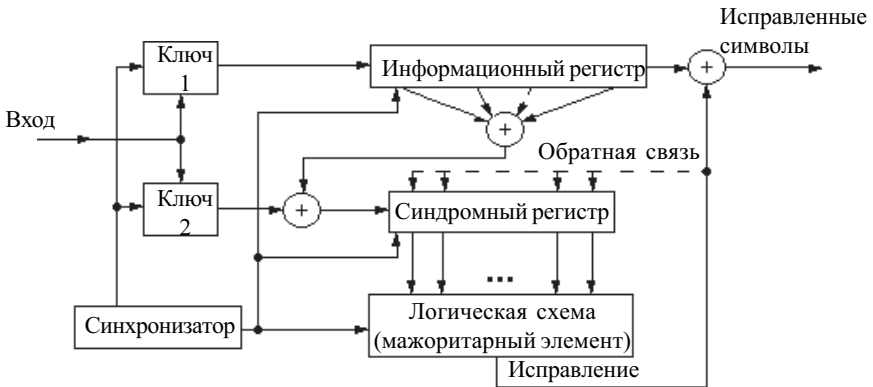 Исправленные
символы
Ключ
1
Информационный регистр
+
Вход
+
Обратная связь
Ключ
2
+
Синдромный регистр
...
Синхронизатор
Логическая схема
(мажоритарный элемент)
Исправление